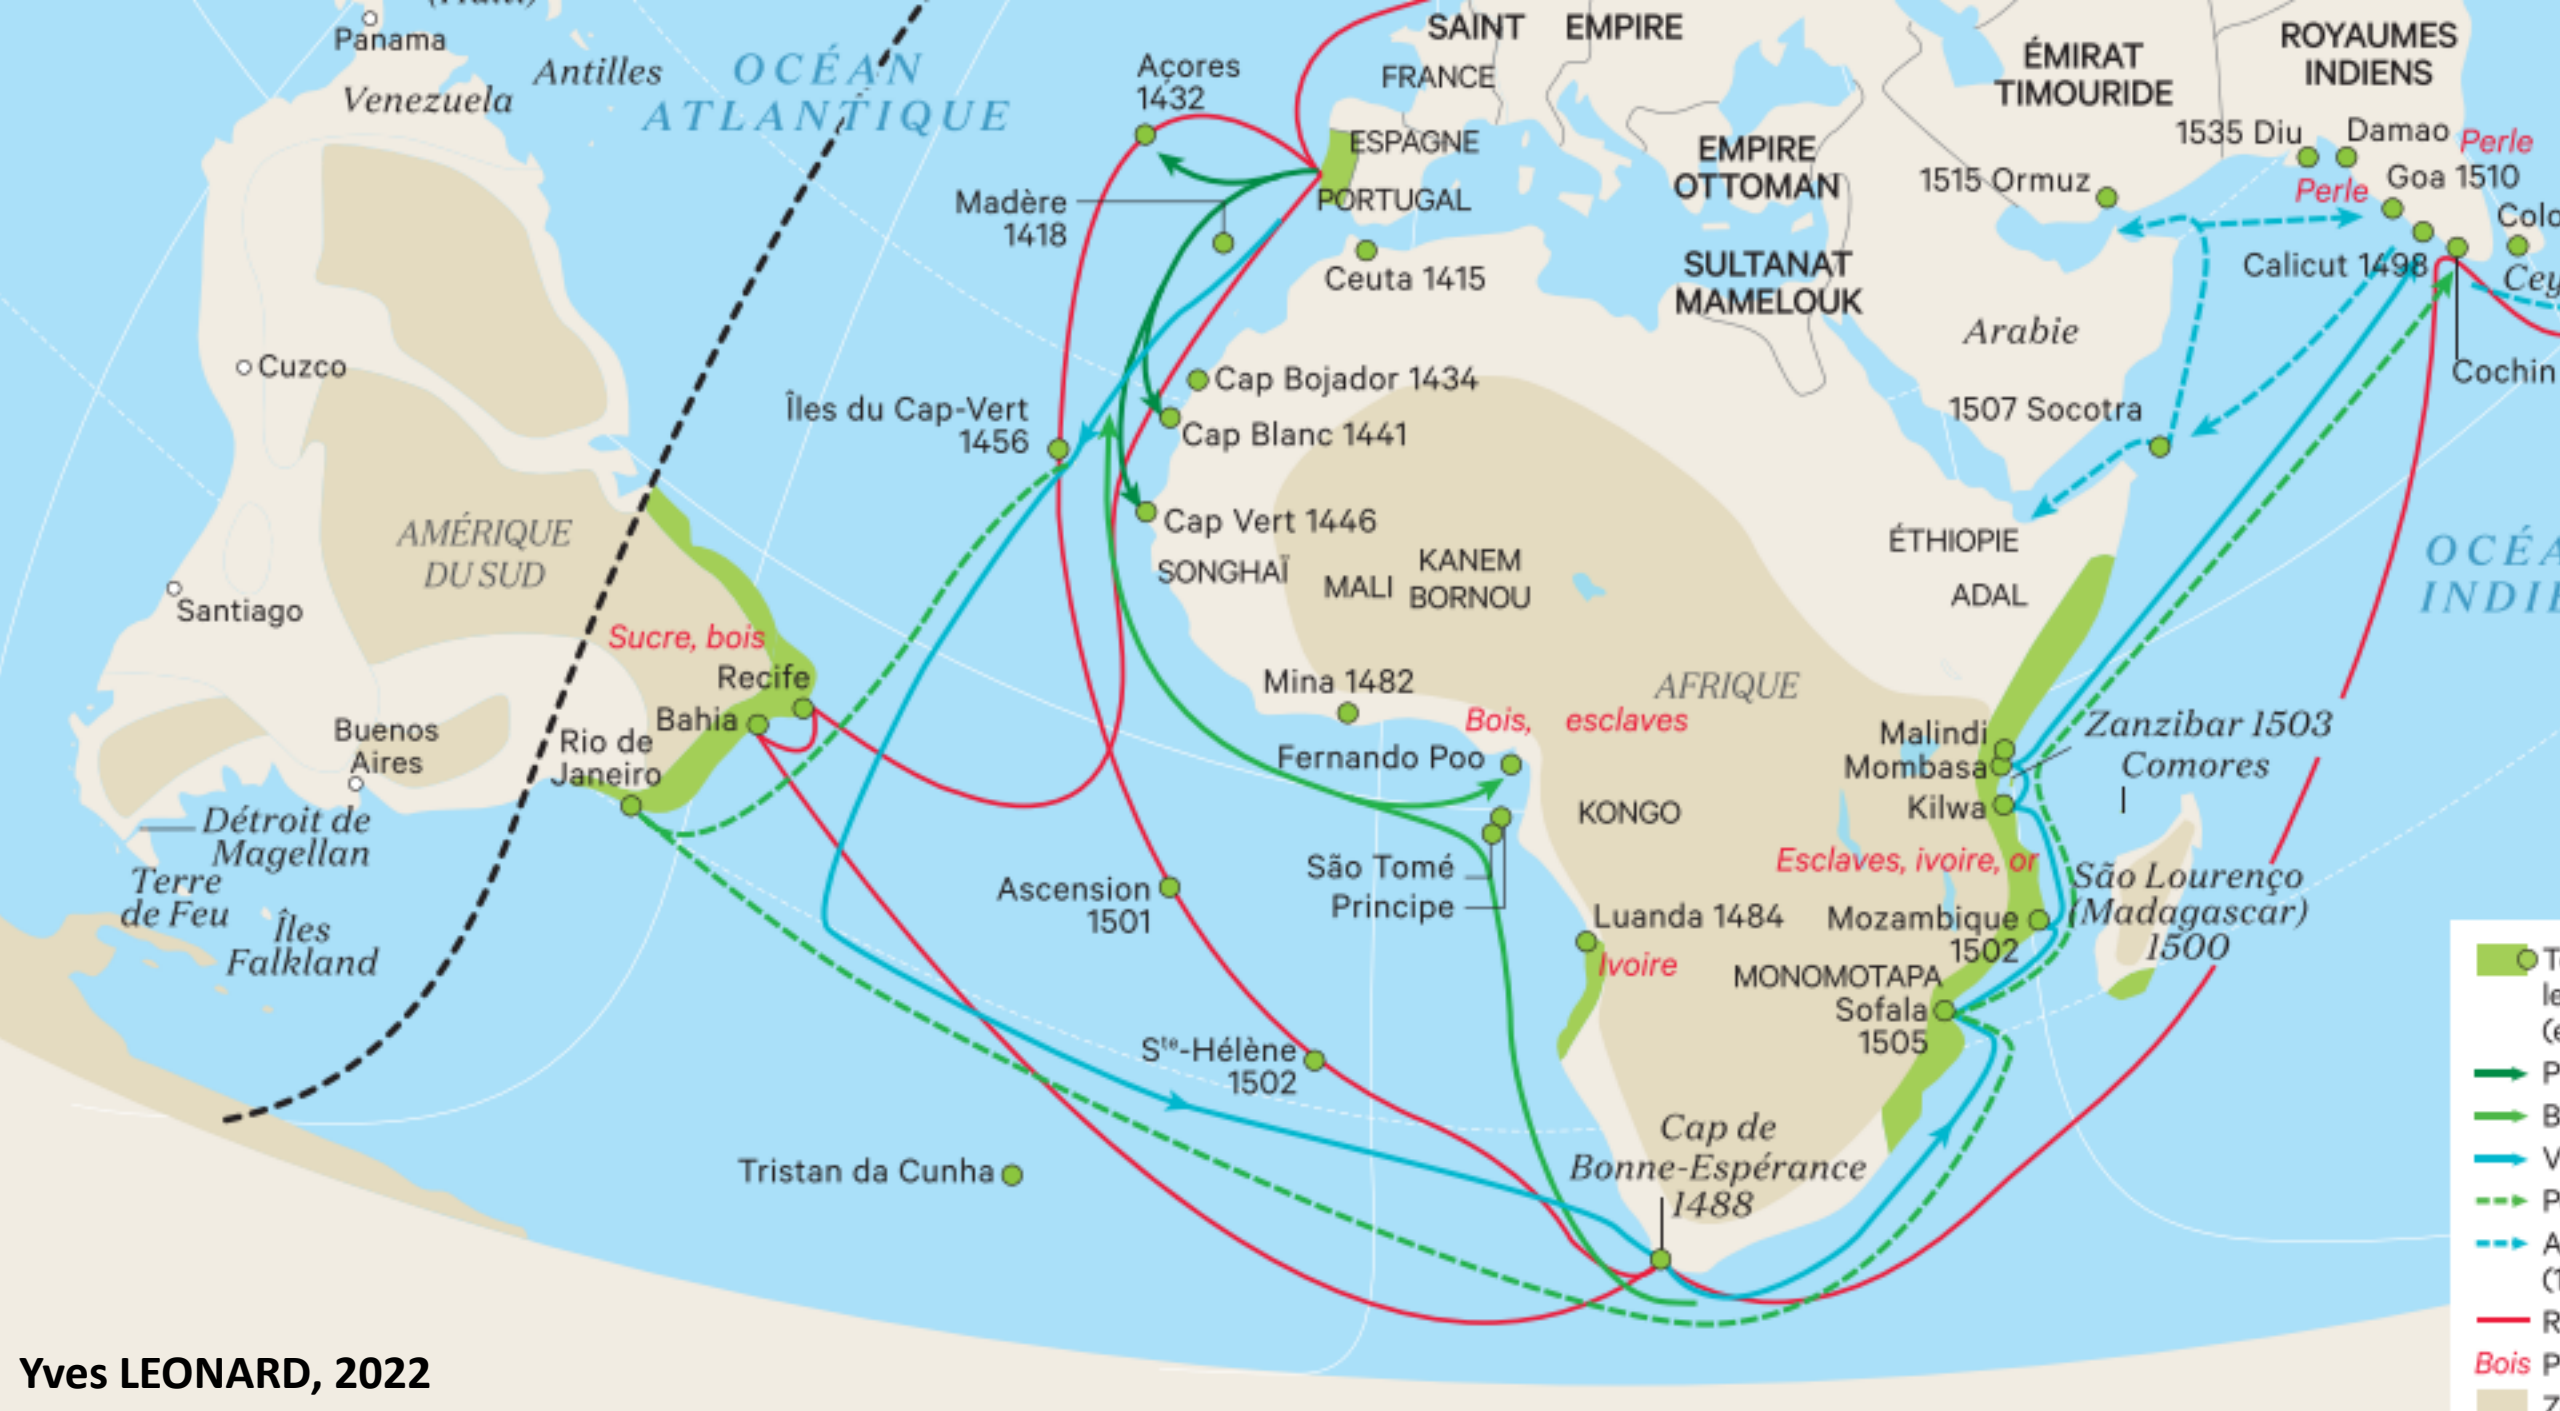 Panama
Venezuela
Antilles
OCÉAN
ATLANTIQUE
Açores
1432
SAINT EMPIRE
FRANCE
ESPAGNE
PORTUGAL
Madère
1418
Ceuta 1415
EMPIRE
OTTOMAN
SULTANAT
MAMELOUK
ÉMIRAT
TIMOURIDE
ROYAUMES
INDIENS
1535 Diu
Damao
Perle
1515 Ormuz
Perle
Goa 1510
Calicut 1498
Cochin
Arabie
1507 Socotra
Cuzco
Îles du Cap-Vert
1456
Cap Bojador 1434
Cap Blanc 1441
Cap Vert 1446
SONGHAÏ
MALI
KANEM
BORNOU
ÉTHIOPIE
ADAL
AMÉRIQUE
DU SUD
Santiago
Sucre, bois
Recife
Bahia
Rio de
Janeiro
Buenos
Aires
Mina 1482
Bois, esclaves
AFRIQUE
Fernando Poo
KONGO
Malindi
Mombasa
Kilwa
Zanzibar 1503
Comores
Détroit de
Magellan
Terre
de Feu
Îles
Falkland
Ascension
1501
São Tomé
Principe
Esclaves, ivoire, or
Luanda 1484
Ivoire
Mozambique
1502
São Lourenço
(Madagascar)
1500
MONOMOTAPA
Sofala
1505
Ste-Hélène
1502
Cap de
Bonne-Espérance
1488
Tristan da Cunha
Bois
Yves LEONARD, 2022